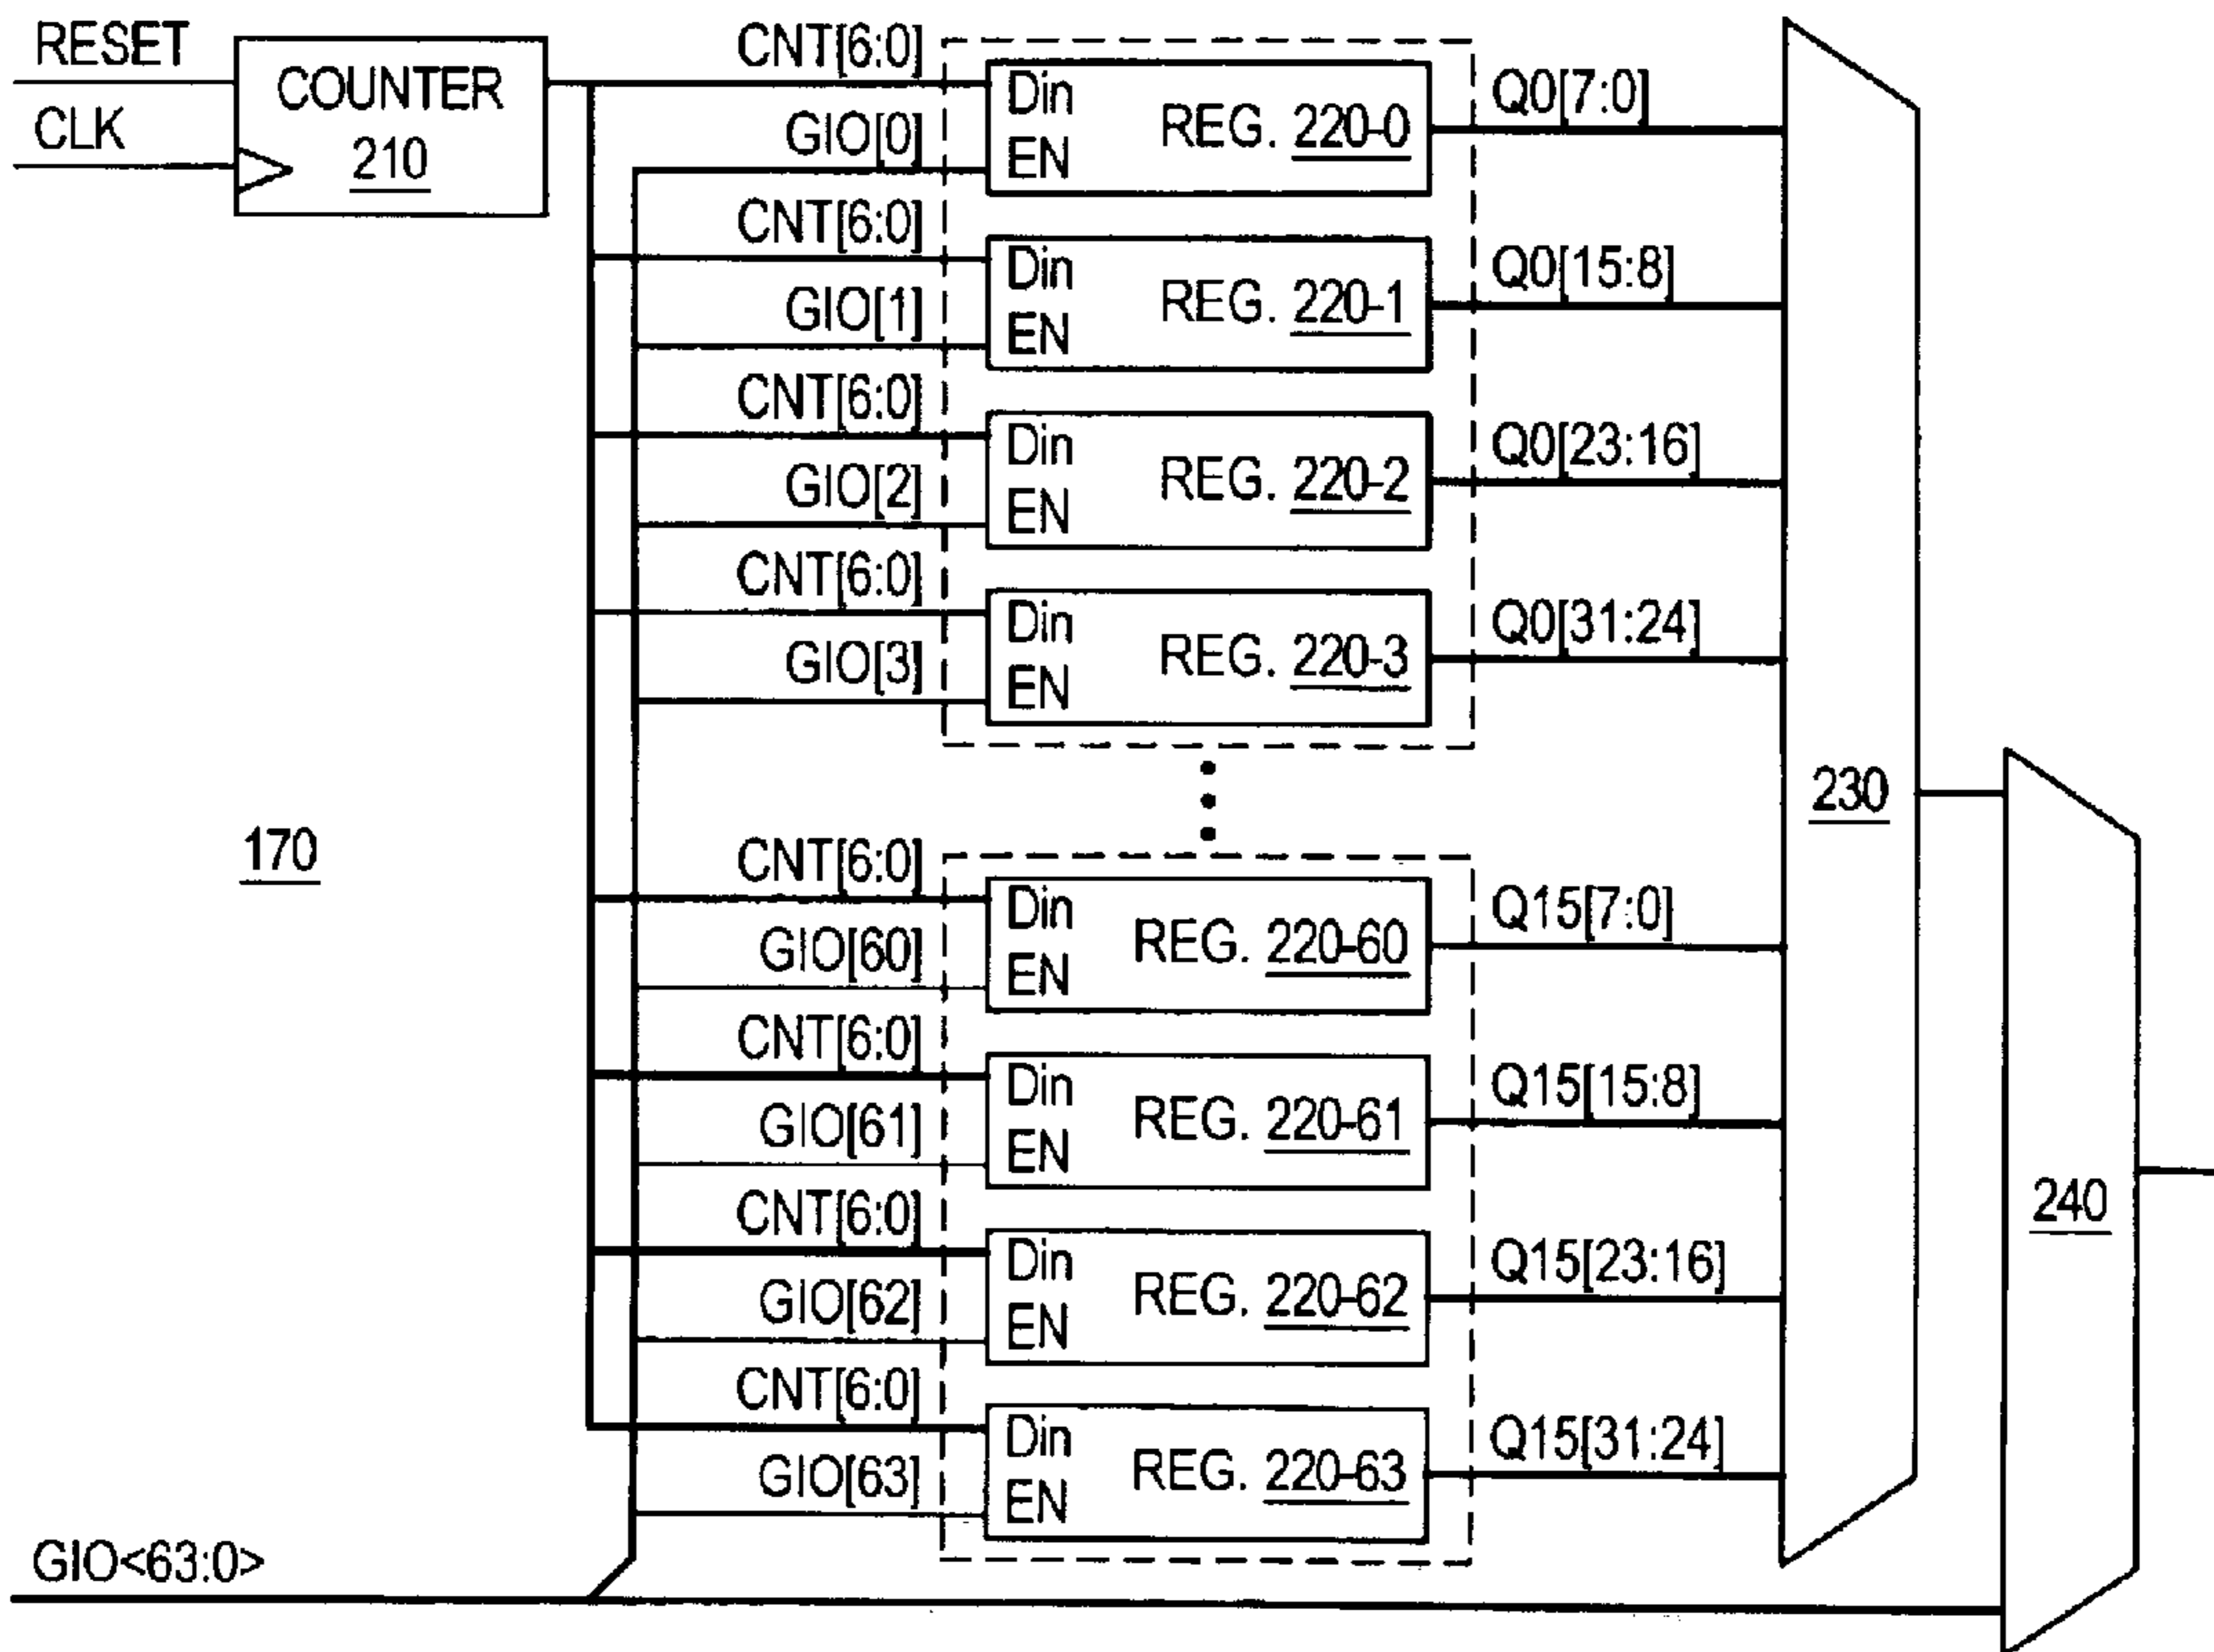 RESET
CLK
COUNTER
210
CNT[6:0]
GIO[0]
Din
EN
REG. 220-0
Q0[7:0]
CNT[6:0]
GIO[1]
Din
EN
REG. 220-1
Q0[15:8]
CNT[6:0]
GIO[2]
Din
EN
REG. 220-2
Q0[23:16]
CNT[6:0]
GIO[3]
Din
EN
REG. 220-3
Q0[31:24]
170
230
CNT[6:0]
GIO[60]
Din
EN
REG. 220-60
Q15[7:0]
CNT[6:0]
GIO[61]
Din
EN
REG. 220-61
Q15[15:8]
240
CNT[6:0]
GIO[62]
Din
EN
REG. 220-62
Q15[23:16]
CNT[6:0]
GIO[63]
Din
EN
REG. 220-63
Q15[31:24]
GIO<63:0>